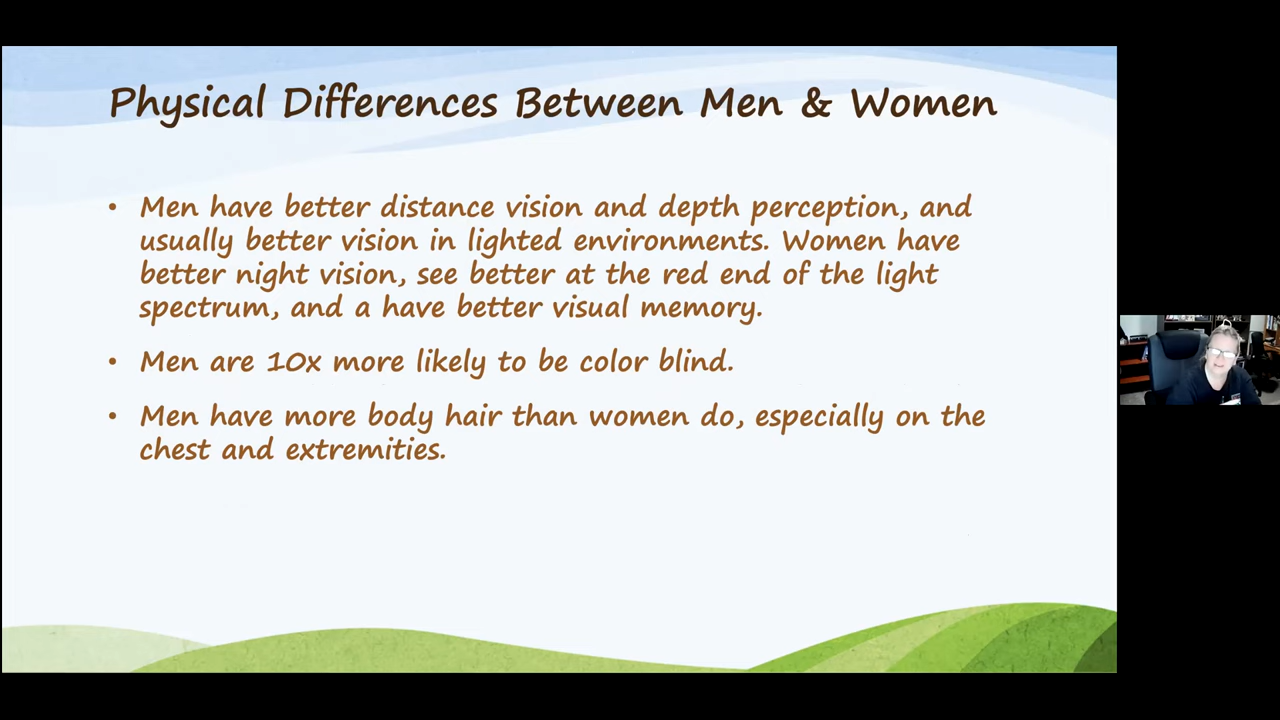 Physical Differences Between Men & Women
• Men have better distance vision and depth perception, and
usually better vision in lighted environments. Women have
better night vision, see better at the red end of the light
spectrum, and a have better visual memory.
• Men are 10x more likely to be color blind.
• Men have more body hair than women do, especially on the
chest and extremities.